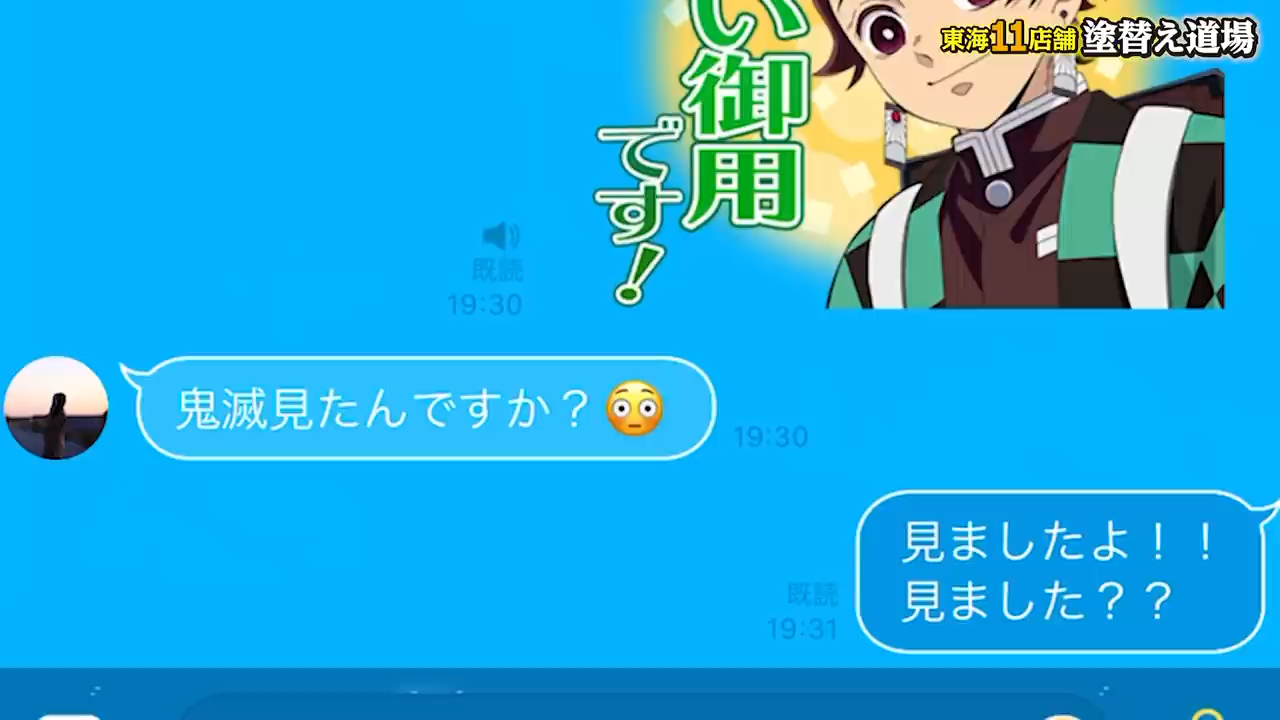 東海11店舗 塗替え道場
い御用
です!
既読
19:30
鬼滅見たんですか?😳
19:30
見ましたよ!!
見ました??
既読
19:31